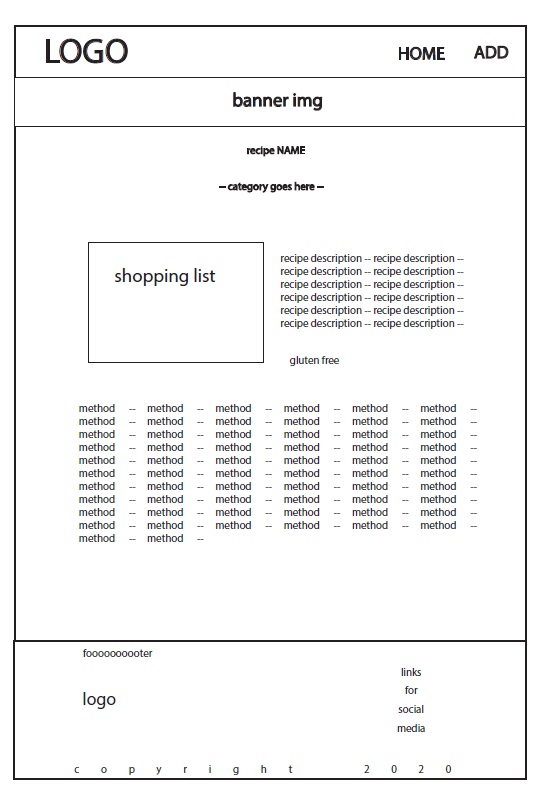 LOGO HOME ADD
banner img
recipe NAME
-- category goes here --
shopping list
recipe description -- recipe description --
recipe description -- recipe description --
recipe description -- recipe description --
recipe description -- recipe description --
recipe description -- recipe description --
recipe description -- recipe description --
gluten free
method -- method -- method -- method -- method -- method --
method -- method -- method -- method -- method -- method --
method -- method -- method -- method -- method -- method --
method -- method -- method -- method -- method -- method --
method -- method -- method -- method -- method -- method --
method -- method -- method -- method -- method -- method --
method -- method -- method -- method -- method -- method --
method -- method -- method -- method -- method -- method --
method -- method -- method -- method -- method -- method --
method -- method -- method -- method -- method -- method --
method -- method --
foooooooooter
logo
links
for
social
media
c o p y r i g h t 2 0 2 0